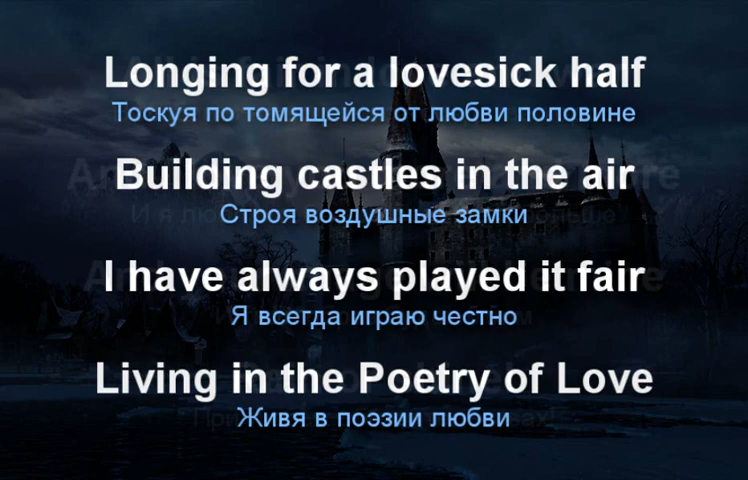 Longing for a lovesick half
Тоскуя по томящейся от любви половине
Building castles in the air
Строя воздушные замки
I have always played it fair
Я всегда играю честно
Living in the Poetry of Love
Живя в поэзии любви